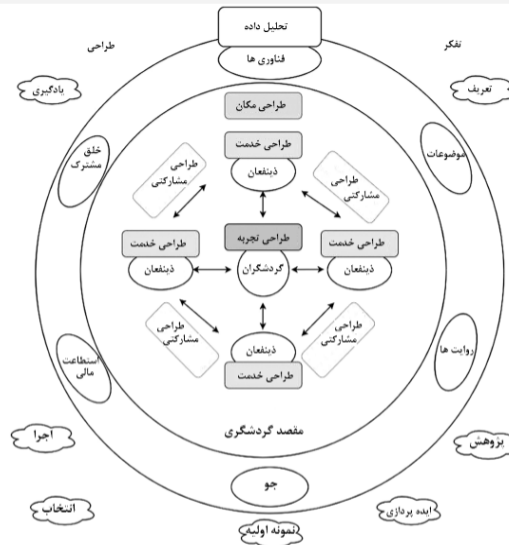 تحلیل داده
فناوری ها
تفکر
طراحی
تعریف
یادگیری
طراحی مکان
طراحی خدمت
ذینفعان
موضوعات
خلق
مشترک
طراحی
مشارکتی
طراحی
مشارکتی
طراحی خدمت
ذینفعان
طراحی تجربه
گردشگران
طراحی خدمت
ذینفعان
طراحی
مشارکتی
طراحی
مشارکتی
ذینفعان
طراحی خدمت
روایت ها
استطاعت
مالی
مقصد گردشگری
پژوهش
اجرا
جو
ایده پردازی
انتخاب
نمونه اولیه